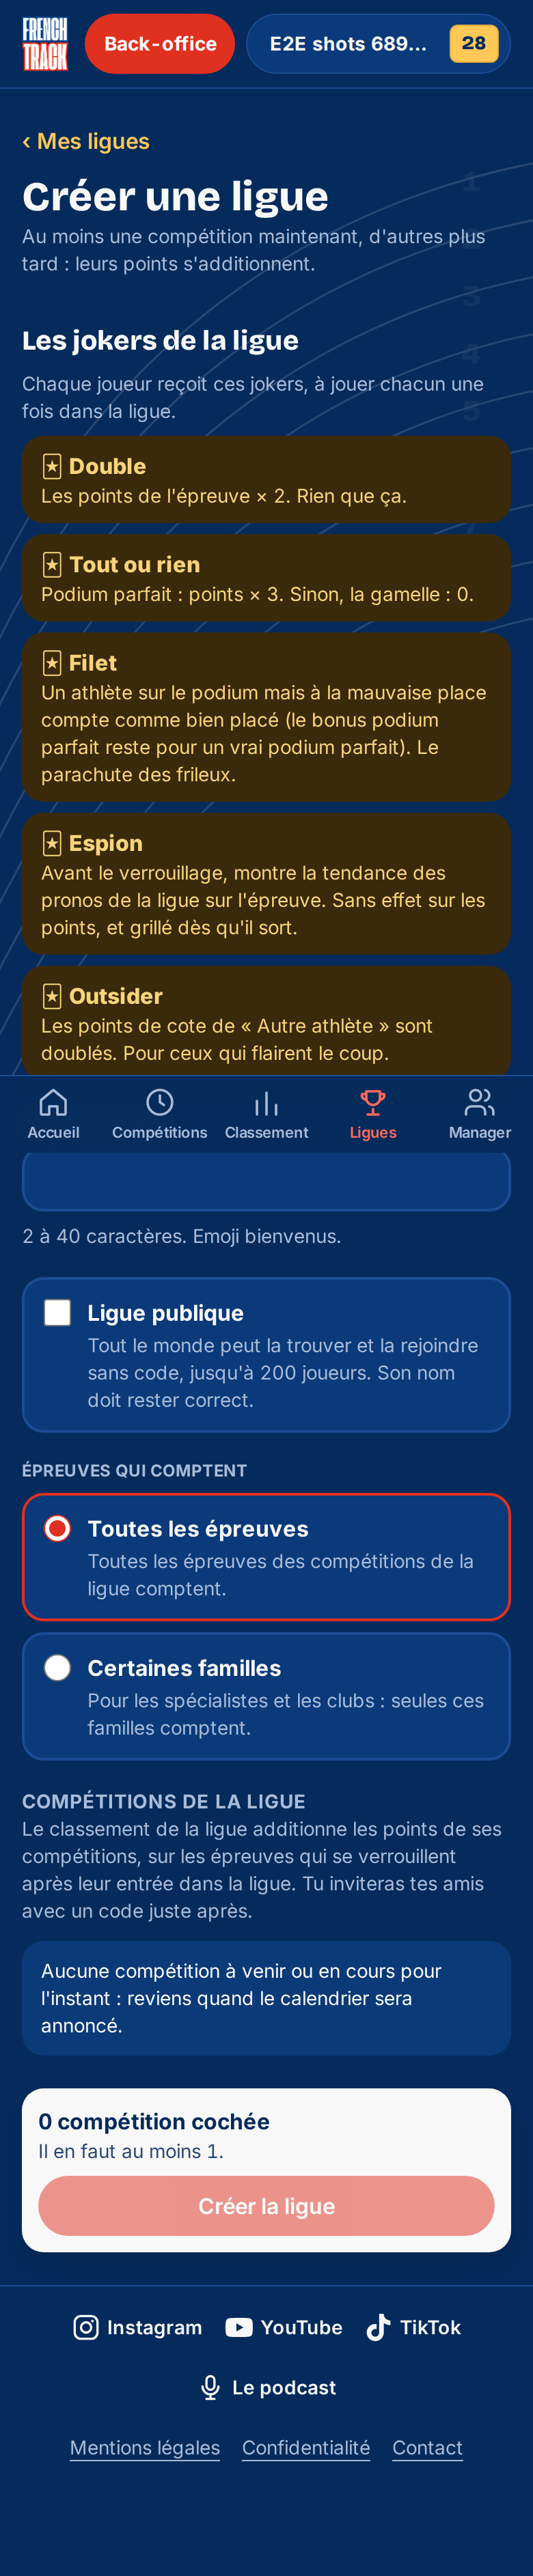 FRENCH
TRACK
Back-office
E2E shots 689...
28
‹ Mes ligues
Créer une ligue
Au moins une compétition maintenant, d'autres plus
tard : leurs points s'additionnent.
1
2
3
4
5
Les jokers de la ligue
Chaque joueur reçoit ces jokers, à jouer chacun une
fois dans la ligue.
Double
Les points de l'épreuve × 2. Rien que ça.
Tout ou rien
Podium parfait : points × 3. Sinon, la gamelle : 0.
Filet
Un athlète sur le podium mais à la mauvaise place
compte comme bien placé (le bonus podium
parfait reste pour un vrai podium parfait). Le
parachute des frileux.
Espion
Avant le verrouillage, montre la tendance des
pronos de la ligue sur l'épreuve. Sans effet sur les
points, et grillé dès qu'il sort.
Outsider
Les points de cote de « Autre athlète » sont
doublés. Pour ceux qui flairent le coup.
Accueil
Compétitions
Classement
Ligues
Manager
2 à 40 caractères. Emoji bienvenus.
Ligue publique
Tout le monde peut la trouver et la rejoindre
sans code, jusqu'à 200 joueurs. Son nom
doit rester correct.
ÉPREUVES QUI COMPTENT
Toutes les épreuves
Toutes les épreuves des compétitions de la
ligue comptent.
Certaines familles
Pour les spécialistes et les clubs : seules ces
familles comptent.
COMPÉTITIONS DE LA LIGUE
Le classement de la ligue additionne les points de ses
compétitions, sur les épreuves qui se verrouillent
après leur entrée dans la ligue. Tu inviteras tes amis
avec un code juste après.
Aucune compétition à venir ou en cours pour
l'instant : reviens quand le calendrier sera
annoncé.
0 compétition cochée
Il en faut au moins 1.
Créer la ligue
Instagram
YouTube
TikTok
Le podcast
Mentions légales
Confidentialité
Contact